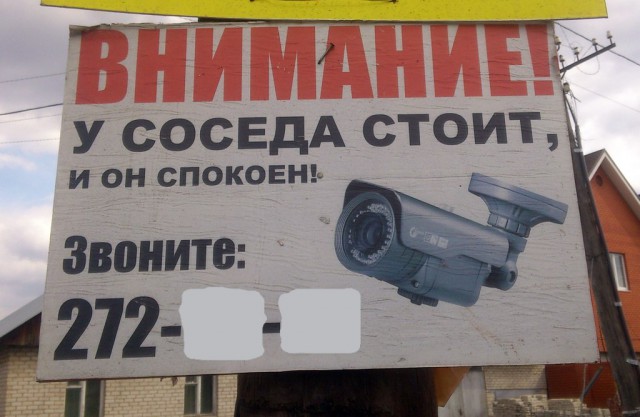 ВНИМАНИЕ!
У СОСЕДА СТОИТ,
И ОН СПОКОЕН!
Звоните:
272- -